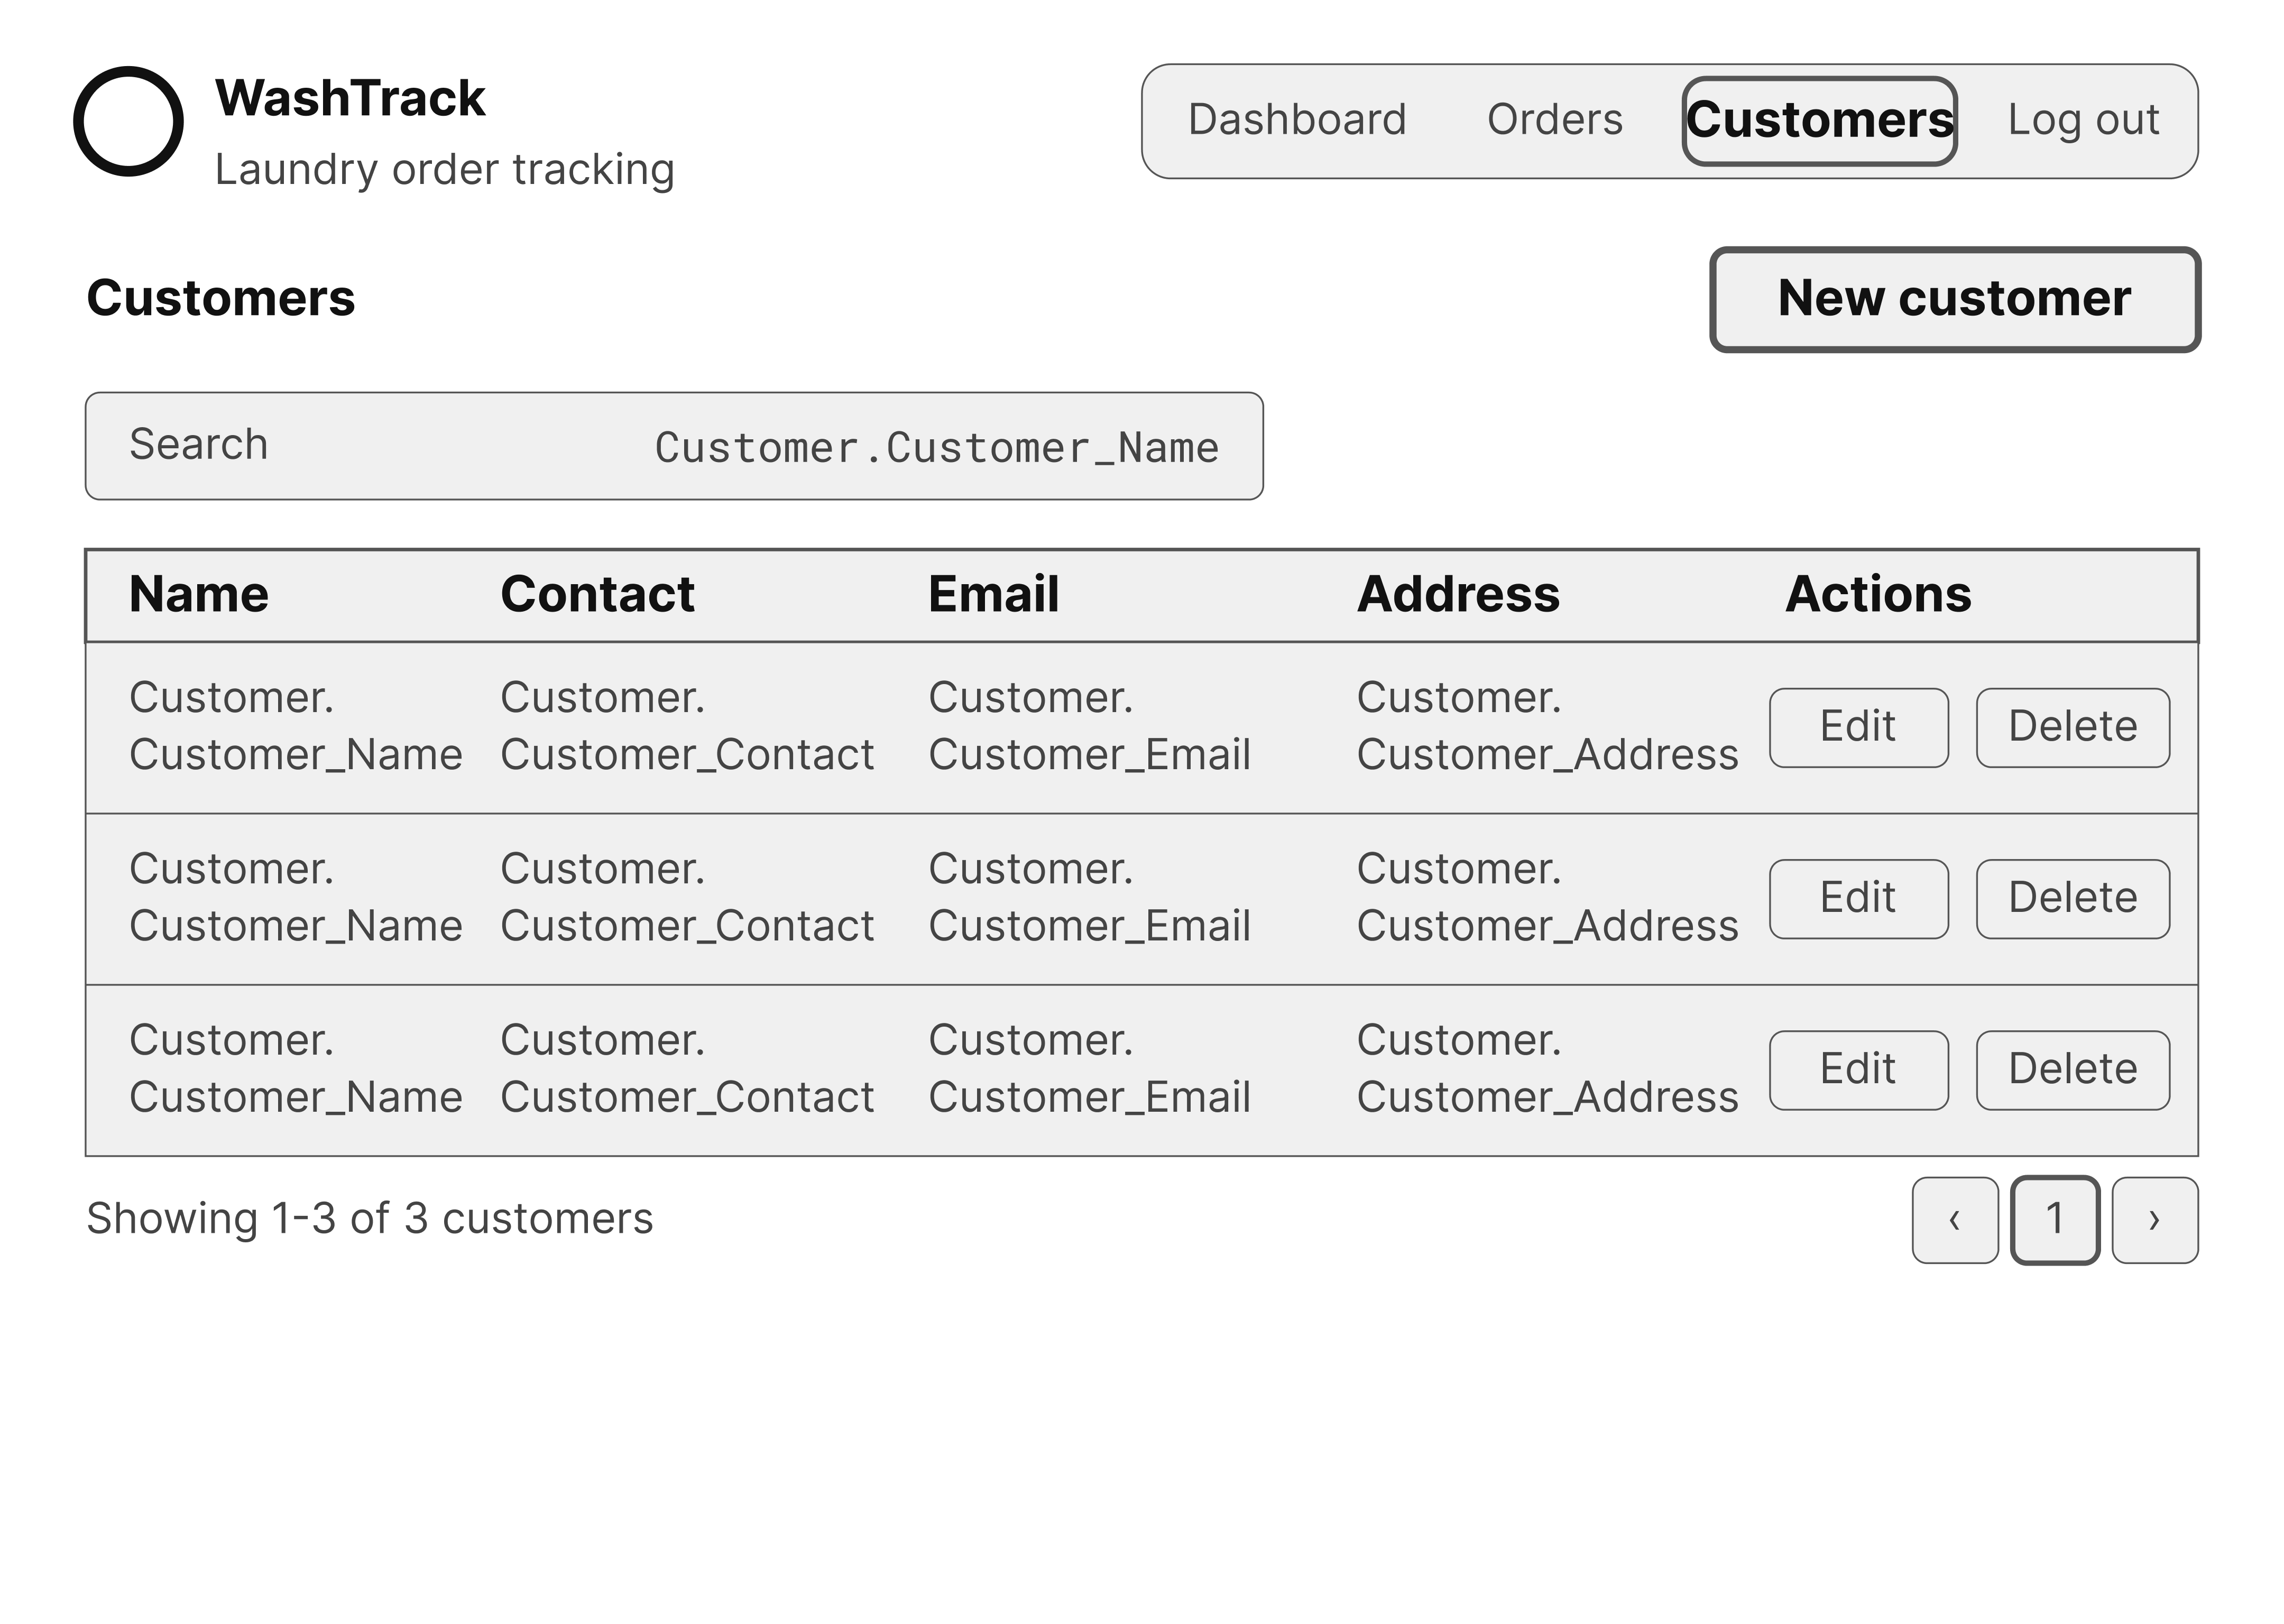 WashTrack
Laundry order tracking
Dashboard Orders Customers Log out
Customers
New customer
Search Customer.Customer_Name
Name Contact Email Address Actions
Customer. Customer. Customer. Customer.
Customer_Name Customer_Contact Customer_Email Customer_Address Edit Delete
Customer. Customer. Customer. Customer.
Customer_Name Customer_Contact Customer_Email Customer_Address Edit Delete
Customer. Customer. Customer. Customer.
Customer_Name Customer_Contact Customer_Email Customer_Address Edit Delete
Showing 1-3 of 3 customers
‹ 1 ›